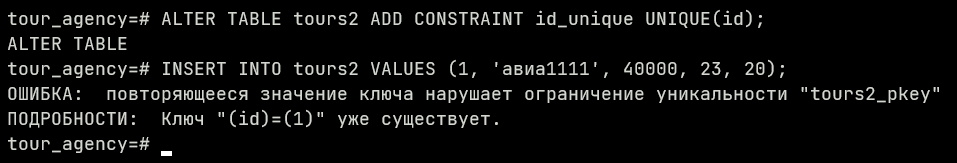 tour_agency=# ALTER TABLE tours2 ADD CONSTRAINT id_unique UNIQUE(id);
ALTER TABLE
tour_agency=# INSERT INTO tours2 VALUES (1, 'авиа1111', 40000, 23, 20);
ОШИБКА:  повторяющееся значение ключа нарушает ограничение уникальности "tours2_pkey"
ПОДРОБНОСТИ:  Ключ "(id)=(1)" уже существует.
tour_agency=#